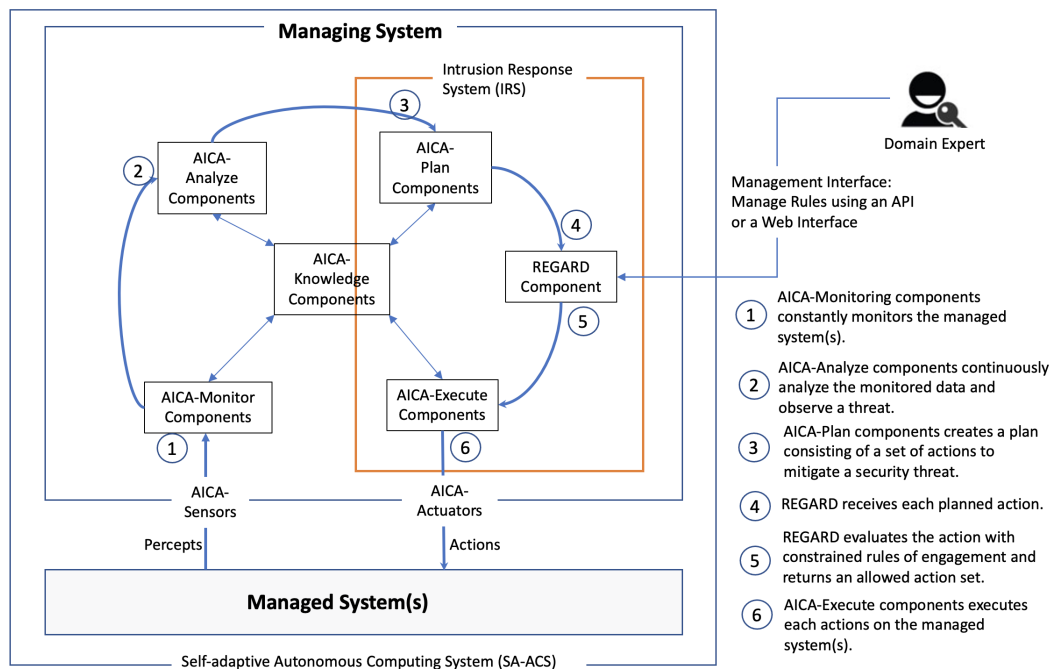 Managing System
Intrusion Response
System (IRS)
3
AICA-
Analyze
Components
2
AICA-
Plan
Components
4
AICA-
Knowledge
Components
REGARD
Component
5
AICA-Monitor
Components
1
AICA-Execute
Components
6
AICA-
Sensors
AICA-
Actuators
Percepts
Actions
Managed System(s)
Self-adaptive Autonomous Computing System (SA-ACS)
Domain Expert
Management Interface:
Manage Rules using an API
or a Web Interface
1
AICA-Monitoring components
constantly monitors the managed
system(s).
2
AICA-Analyze components continuously
analyze the monitored data and
observe a threat.
3
AICA-Plan components creates a plan
consisting of a set of actions to
mitigate a security threat.
4
REGARD receives each planned action.
5
REGARD evaluates the action with
constrained rules of engagement and
returns an allowed action set.
6
AICA-Execute components executes
each actions on the managed
system(s).